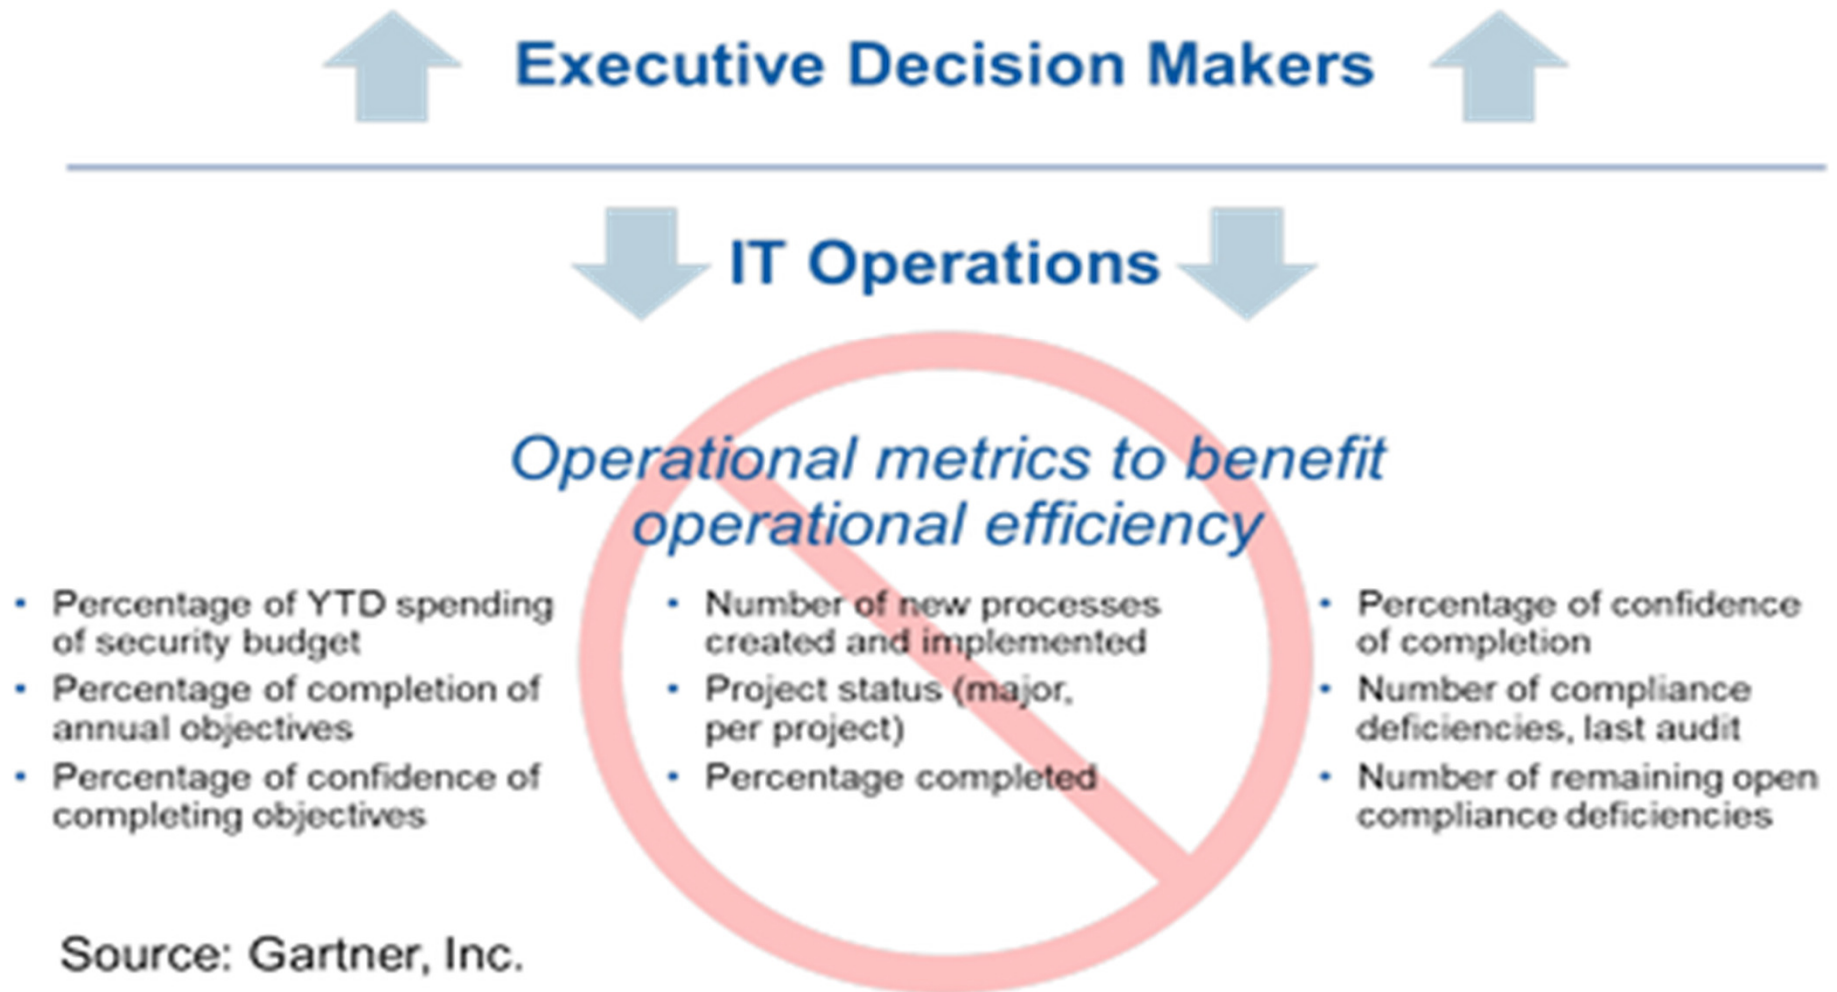 Executive Decision Makers
IT Operations
Operational metrics to benefit
operational efficiency
• Percentage of YTD spending
of security budget
• Percentage of completion of
annual objectives
• Percentage of confidence of
completing objectives
• Number of new processes
created and implemented
• Project status (major,
per project)
• Percentage completed
• Percentage of confidence
of completion
• Number of compliance
deficiencies, last audit
• Number of remaining open
compliance deficiencies
Source: Gartner, Inc.